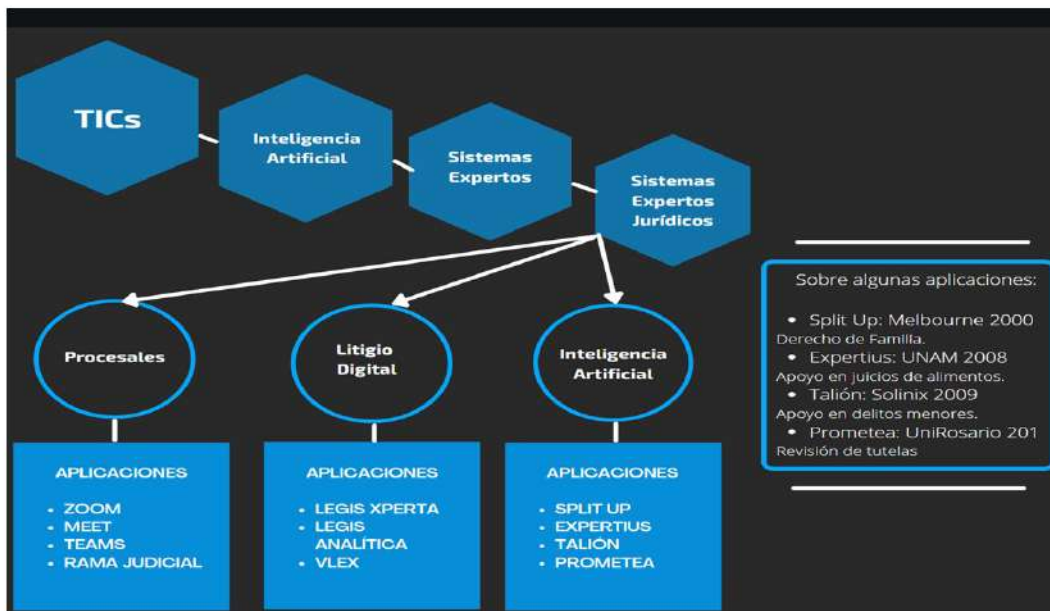 TICs
Inteligencia
Artificial
Sistemas
Expertos
Sistemas
Expertos
Jurídicos
Procesales
Litigio
Digital
Inteligencia
Artificial
APLICACIONES
• ZOOM
• MEET
• TEAMS
• RAMA JUDICIAL
APLICACIONES
• LEGIS XPERTA
• LEGIS
ANALÍTICA
• VLEX
APLICACIONES
• SPLIT UP
• EXPERTIUS
• TALIÓN
• PROMETEA
Sobre algunas aplicaciones:
• Split Up: Melbourne 2000
Derecho de Familia.
• Expertius: UNAM 2008
Apoyo en juicios de alimentos.
• Talión: Solinix 2009
Apoyo en delitos menores.
• Prometea: UniRosario 201
Revisión de tutelas